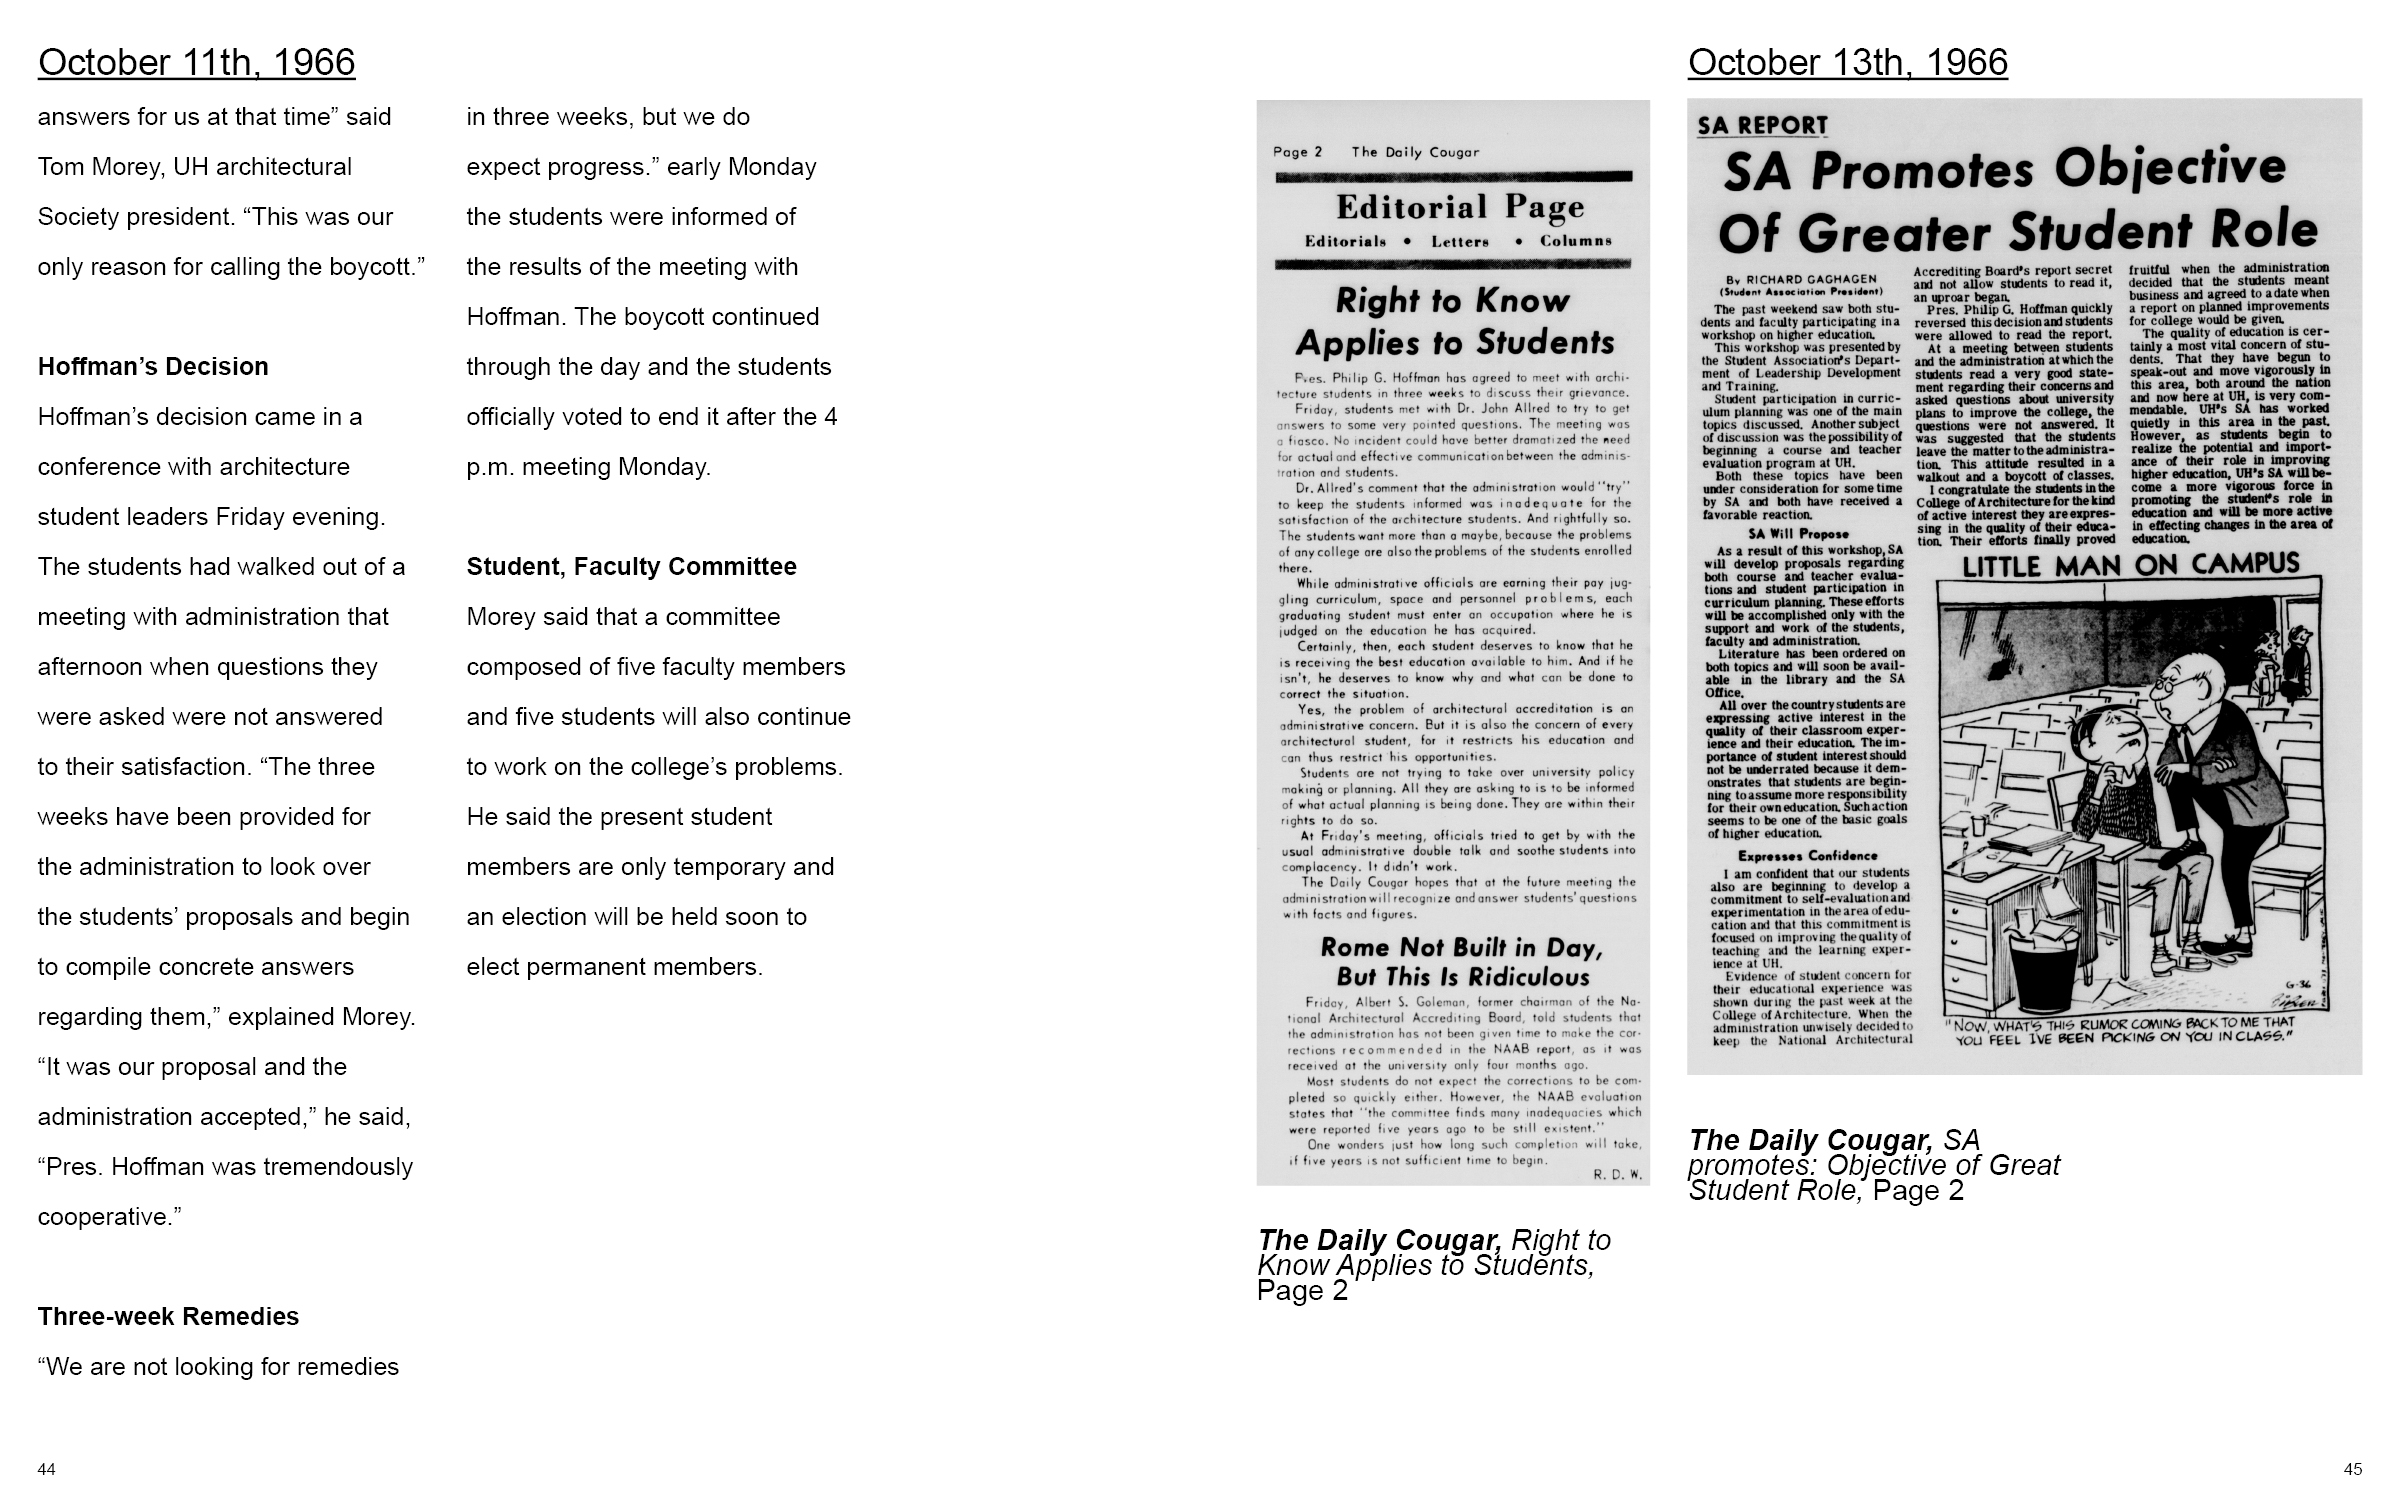 October 11th, 1966
answers for us at that time” said
Tom Morey, UH architectural
Society president. “This was our
only reason for calling the boycott.”
Hoffman’s Decision
Hoffman’s decision came in a
conference with architecture
student leaders Friday evening.
The students had walked out of a
meeting with administration that
afternoon when questions they
were asked were not answered
to their satisfaction. “The three
weeks have been provided for
the administration to look over
the students’ proposals and begin
to compile concrete answers
regarding them,” explained Morey.
“It was our proposal and the
administration accepted,” he said,
“Pres. Hoffman was tremendously
cooperative.”
Three-week Remedies
“We are not looking for remedies
in three weeks, but we do
expect progress.” early Monday
the students were informed of
the results of the meeting with
Hoffman. The boycott continued
through the day and the students
officially voted to end it after the 4
p.m. meeting Monday.
Student, Faculty Committee
Morey said that a committee
composed of five faculty members
and five students will also continue
to work on the college’s problems.
He said the present student
members are only temporary and
an election will be held soon to
elect permanent members.
44
Page 2 The Daily Cougar
Editorial Page
Editorials • Letters • Columns
Right to Know
Applies to Students
Pres. Philip G. Hoffman has agreed to meet with archi-
tecture students in three weeks to discuss their grievance.
Friday, students met with Dr. John Allred to try to get
answers to some very pointed questions. The meeting was
a fiasco. No incident could have better dramatized the need
for actual and effective communication between the adminis-
tration and students.
Dr. Allred's comment that the administration would "try"
to keep the students informed was inadequate for the
satisfaction of the architecture students. And rightfully so.
The students want more than a maybe, because the problems
of any college are also the problems of the students enrolled
there.
While administrative officials are earning their pay jug-
gling curriculum, space and personnel problems, each
graduating student must enter an occupation where he is
judged on the education he has acquired.
Certainly, then, each student deserves to know that he
is receiving the best education available to him. And if he
isn't, he deserves to know why and what can be done to
correct the situation.
Yes, the problem of architectural accreditation is an
administrative concern. But it is also the concern of every
architectural student, for it restricts his education and
can thus restrict his opportunities.
Students are not trying to take over university policy
making or planning. All they are asking to is to be informed
of what actual planning is being done. They are within their
rights to do so.
At Friday's meeting, officials tried to get by with the
usual administrative double talk and soothe students into
complacency. It didn't work.
The Daily Cougar hopes that at the future meeting the
administration will recognize and answer students' questions
with facts and figures.
Rome Not Built in Day,
But This Is Ridiculous
Friday, Albert S. Goleman, former chairman of the Na-
tional Architectural Accrediting Board, told students that
the administration has not been given time to make the cor-
rections recommended in the NAAB report, as it was
received at the university only four months ago.
Most students do not expect the corrections to be com-
pleted so quickly either. However, the NAAB evaluation
states that "the committee finds many inadequacies which
were reported five years ago to be still existent."
One wonders just how long such completion will take,
if five years is not sufficient time to begin.
R. D. W.
The Daily Cougar, Right to
Know Applies to Students,
Page 2
October 13th, 1966
SA REPORT
SA Promotes Objective
Of Greater Student Role
By RICHARD GAGHAGEN
(Student Association President)
The past weekend saw both stu-
dents and faculty participating in a
workshop on higher education.
This workshop was presented by
the Student Association's Depart-
ment of Leadership Development
and Training.
Student participation in curric-
ulum planning was one of the main
topics discussed. Another subject
of discussion was the possibility of
beginning a course and teacher
evaluation program at UH.
Both these topics have been
under consideration for some time
by SA and both have received a
favorable reaction.
SA Will Propose
As a result of this workshop, SA
will develop proposals regarding
both course and teacher evalua-
tions and student participation in
curriculum planning. These efforts
will be accomplished only with the
support and work of the students,
faculty and administration.
Literature has been ordered on
both topics and will soon be avail-
able in the library and the SA
Office.
All over the country students are
expressing active interest in the
quality of their classroom exper-
ience and their education. The im-
portance of student interest should
not be underrated because it dem-
onstrates that students are begin-
ning to assume more responsibility
for their own education. Such action
seems to be one of the basic goals
of higher education.
Expresses Confidence
I am confident that our students
also are beginning to develop a
commitment to self-evaluation and
experimentation in the area of edu-
cation and that this commitment is
focused on improving the quality of
teaching and the learning exper-
ience at UH.
Evidence of student concern for
their educational experience was
shown during the past week at the
College of Architecture. When the
administration unwisely decided to
keep the National Architectural
Accrediting Board's report secret
and not allow students to read it,
an uproar began.
Pres. Philip G. Hoffman quickly
reversed this decision and students
were allowed to read the report.
At a meeting between students
and the administration at which the
students read a very good state-
ment regarding their concerns and
asked questions about university
plans to improve the college, the
questions were not answered. It
was suggested that the students
leave the matter to the administra-
tion. This attitude resulted in a
walkout and a boycott of classes.
I congratulate the students in the
College of Architecture for the kind
of active interest they are expres-
sing in the quality of their educa-
tion. Their efforts finally proved
fruitful when the administration
decided that the students meant
business and agreed to a date when
a report on planned improvements
for college would be given.
The quality of education is cer-
tainly a most vital concern of stu-
dents. That they have begun to
speak-out and move vigorously in
this area, both around the nation
and now here at UH, is very com-
mendable. UH's SA has worked
quietly in this area in the past.
However, as students begin to
realize the potential and import-
ance of their role in improving
higher education, UH's SA will be-
come a more vigorous force in
promoting the student's role in
education and will be more active
in effecting changes in the area of
education.
LITTLE MAN ON CAMPUS
G-36
"NOW, WHAT'S THIS RUMOR COMING BACK TO ME THAT
YOU FEEL I'VE BEEN PICKING ON YOU IN CLASS."
The Daily Cougar, SA
promotes: Objective of Great
Student Role, Page 2
45